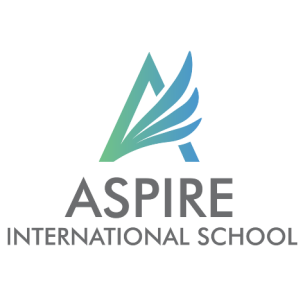 ASPIRE
INTERNATIONAL SCHOOL